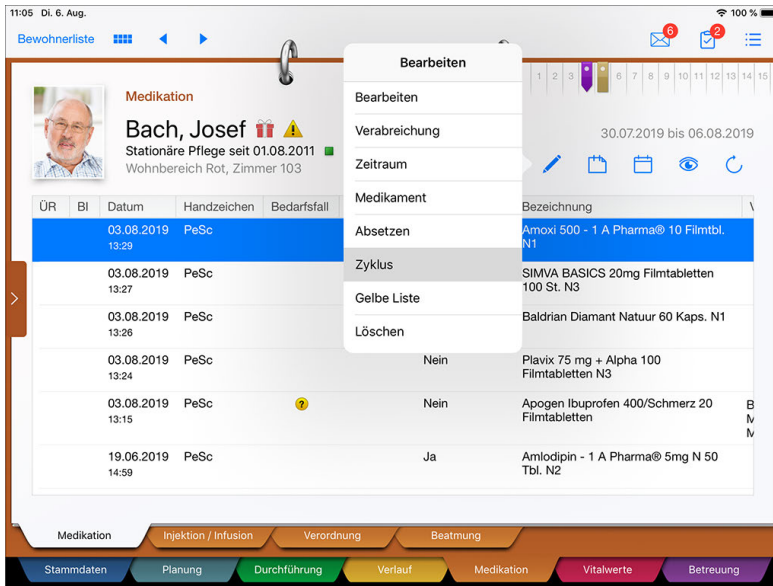 11:05 Di. 6. Aug. 100 %
Bewohnerliste 6 2
Bearbeiten
Bearbeiten
Verabreichung
Zeitraum
Medikament
Absetzen
Zyklus
Gelbe Liste
Löschen
1 2 3 6 7 8 9 10 11 12 13 14 15
Medikation
Bach, Josef
Stationäre Pflege seit 01.08.2011
Wohnbereich Rot, Zimmer 103
30.07.2019 bis 06.08.2019
ÜR BI Datum Handzeichen Bedarfsfall Bezeichnung
03.08.2019 PeSc Amoxi 500 - 1 A Pharma® 10 Filmtbl.
13:29 N1
03.08.2019 PeSc SIMVA BASICS 20mg Filmtabletten
13:27 100 St. N3
03.08.2019 PeSc Baldrian Diamant Natuur 60 Kaps. N1
13:26
03.08.2019 PeSc Nein Plavix 75 mg + Alpha 100
13:24 Filmtabletten N3
03.08.2019 PeSc ? Nein Apogen Ibuprofen 400/Schmerz 20 B
13:15 Filmtabletten M
M
19.06.2019 PeSc Ja Amlodipin - 1 A Pharma® 5mg N 50
14:59 Tbl. N2
Medikation Injektion / Infusion Verordnung Beatmung
Stammdaten Planung Durchführung Verlauf Medikation Vitalwerte Betreuung